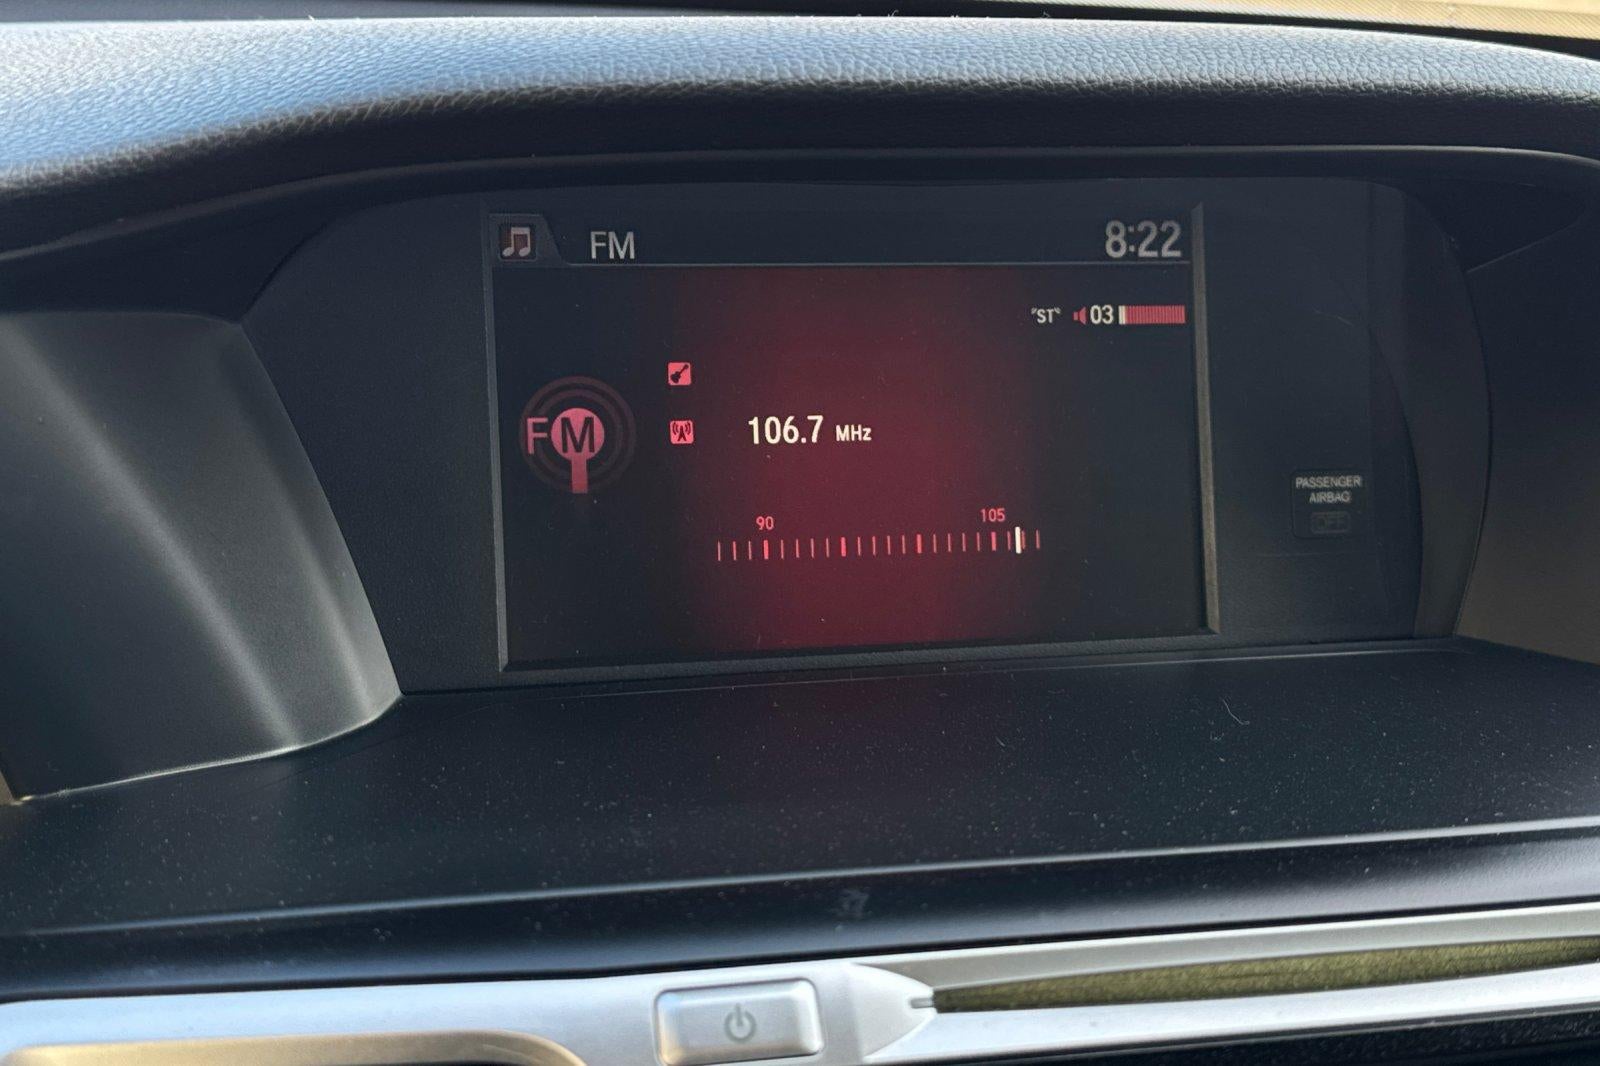 FM
8:22
"ST" 03
FM
106.7 MHz
90 105
PASSENGER
AIRBAG
OFF